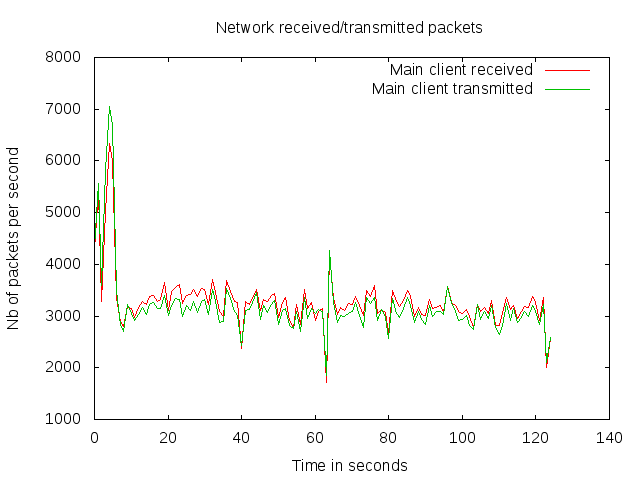 Network received/transmitted packets
Main client received
Main client transmitted
Nb of packets per second
8000
7000
6000
5000
4000
3000
2000
1000
0 20 40 60 80 100 120 140
Time in seconds